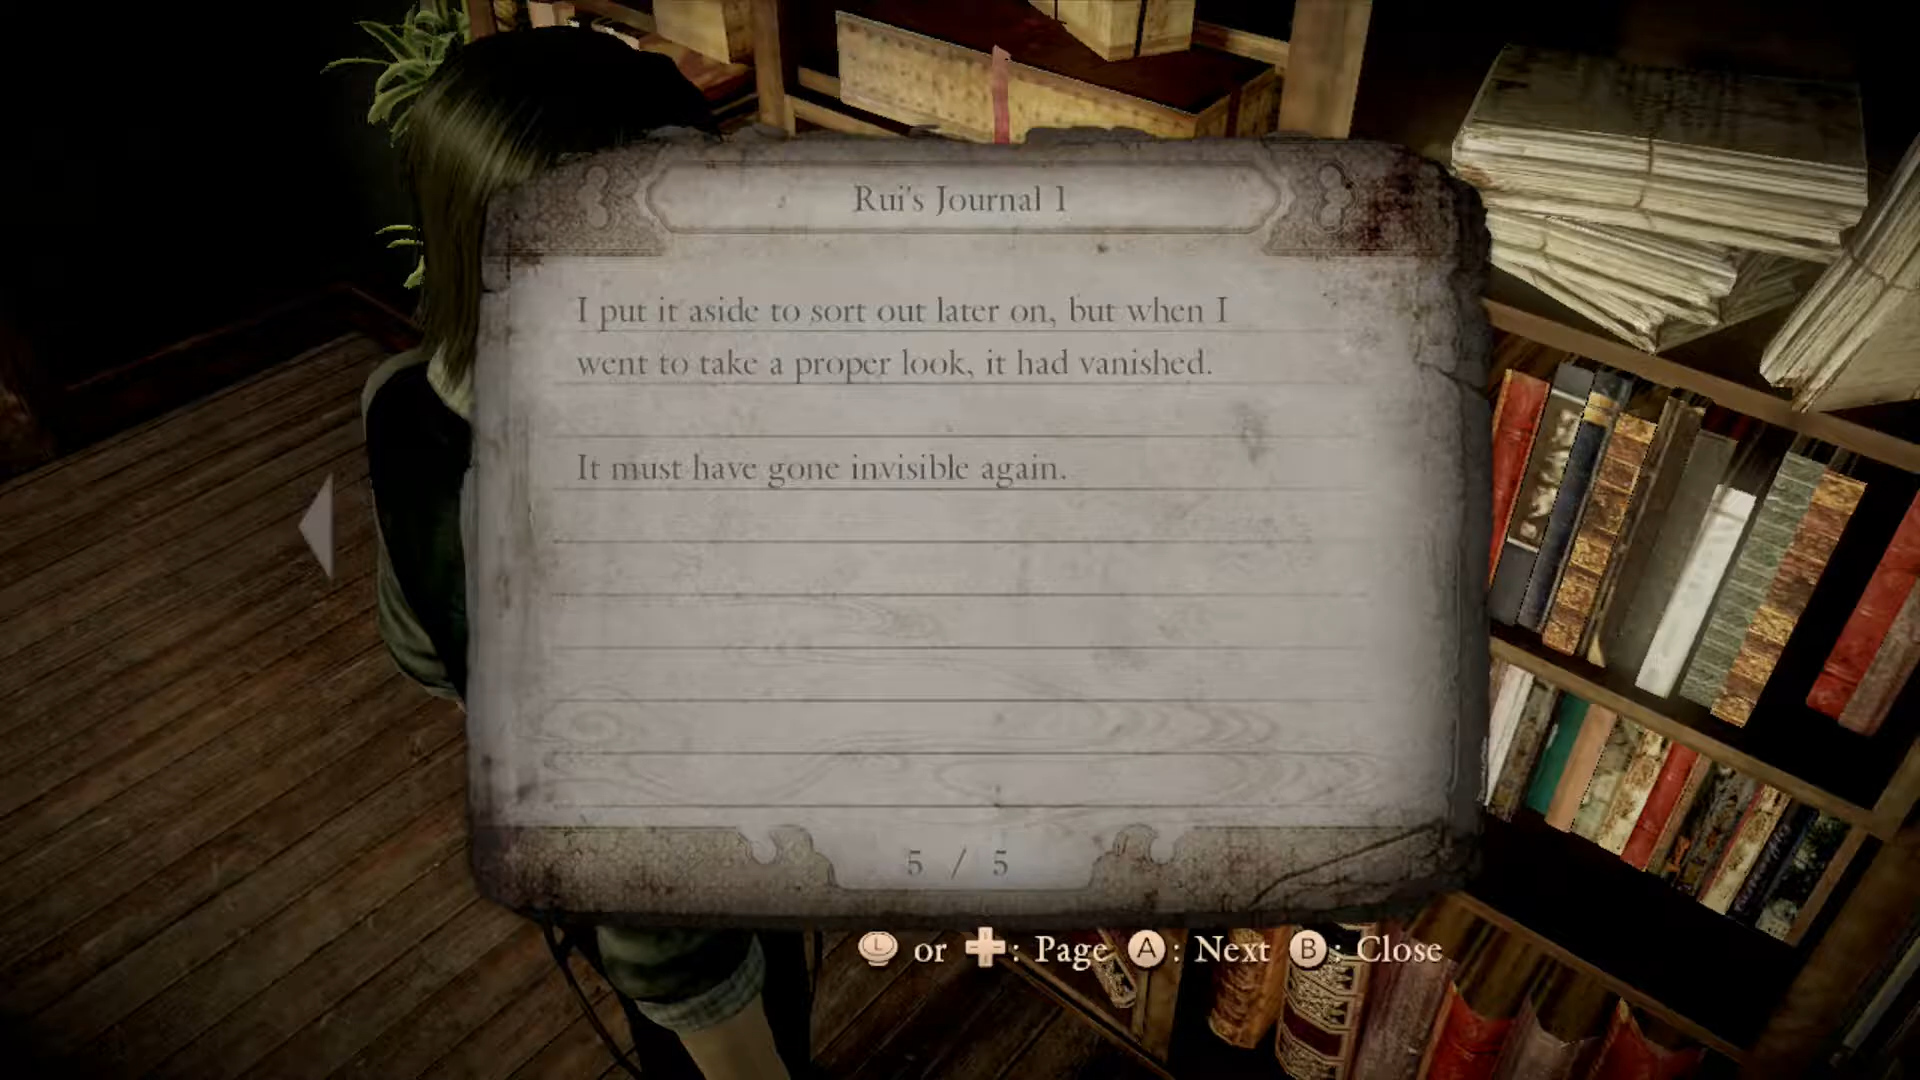 Rui's Journal 1
I put it aside to sort out later on, but when I
went to take a proper look, it had vanished.
It must have gone invisible again.
5 / 5
L or : Page A : Next B : Close